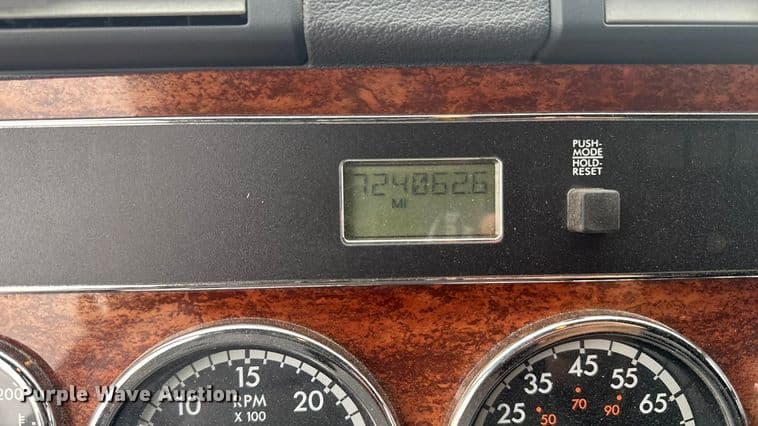 PUSH-
MODE
HOLD-
RESET
724062.6
MI
200
10 15 20
RPM
X 100
25 35 45 55 65
50 70 90
Purple Wave Auction